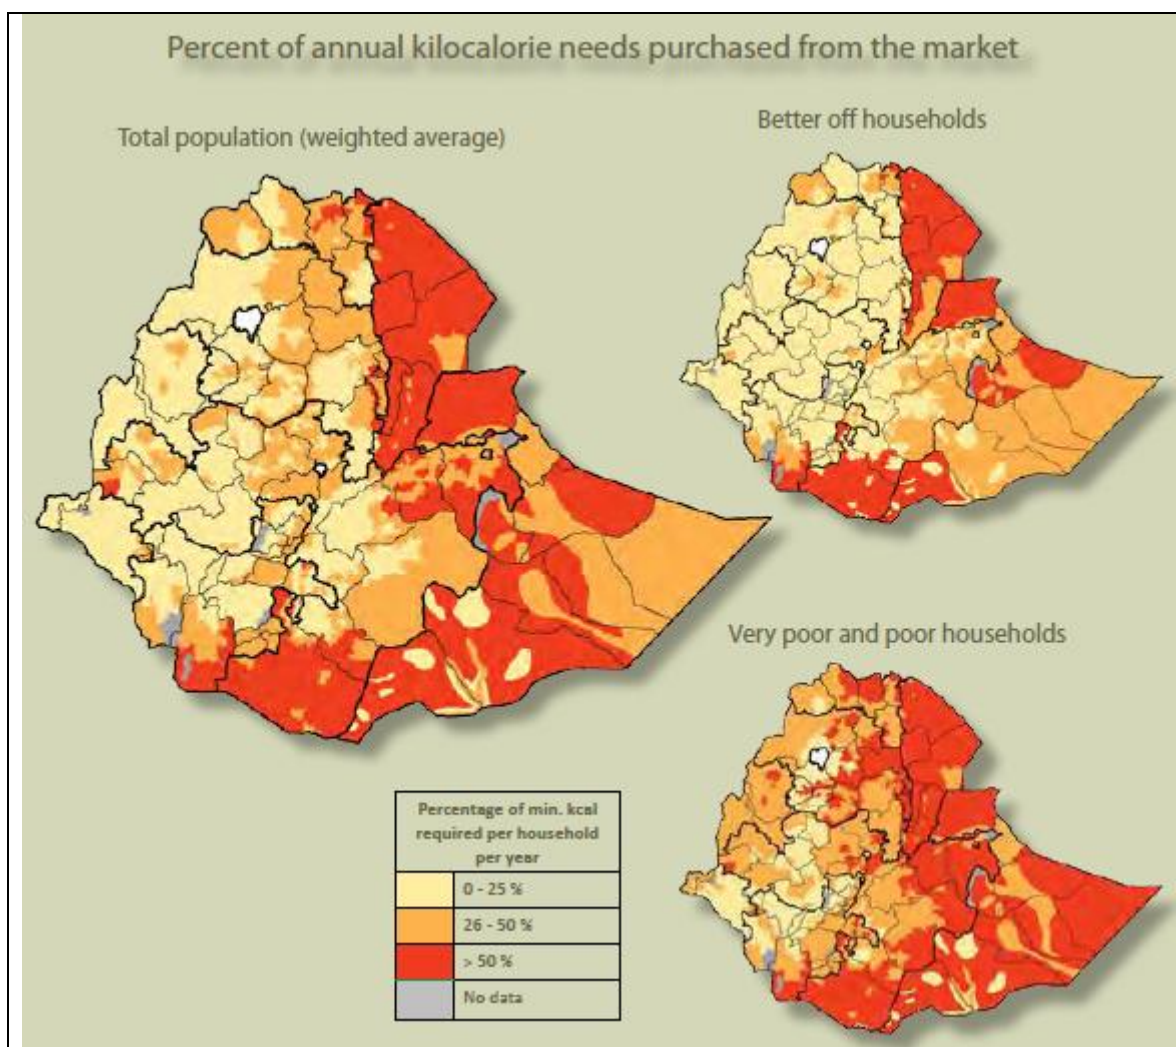 Percent of annual kilocalorie needs purchased from the market
Total population (weighted average)
Better off households
Very poor and poor households
Percentage of min. kcal
required per household
per year
0 - 25 %
26 - 50 %
> 50 %
No data